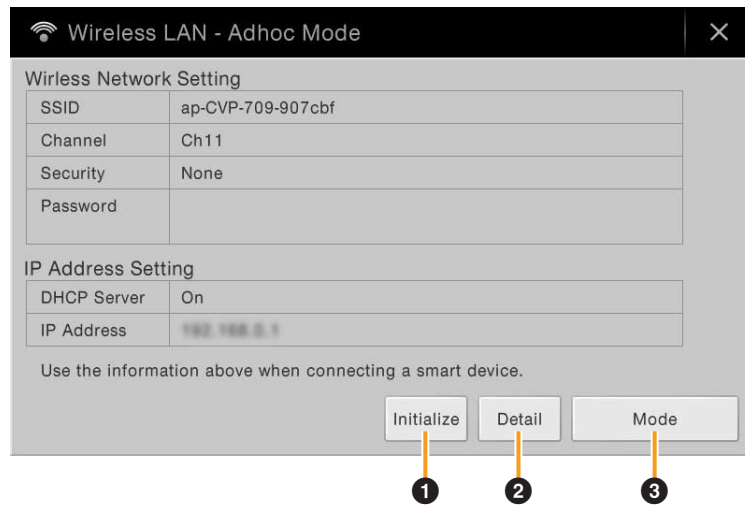 Wireless LAN - Adhoc Mode
Wirless Network Setting
SSID ap-CVP-709-907cbf
Channel Ch11
Security None
Password
IP Address Setting
DHCP Server On
IP Address
Use the information above when connecting a smart device.
Initialize Detail Mode
1 2 3